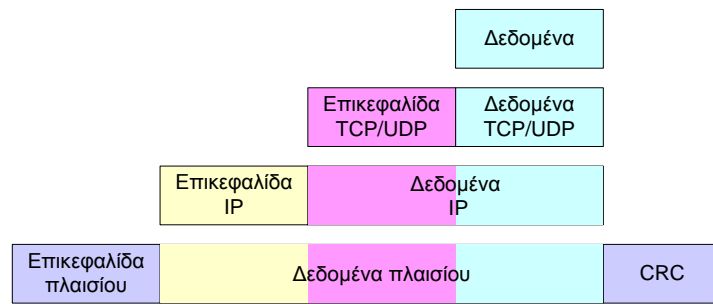 Δεδομένα
Επικεφαλίδα
TCP/UDP
Δεδομένα
TCP/UDP
Επικεφαλίδα
IP
Δεδομένα
IP
Επικεφαλίδα
πλαισίου
Δεδομένα πλαισίου
CRC